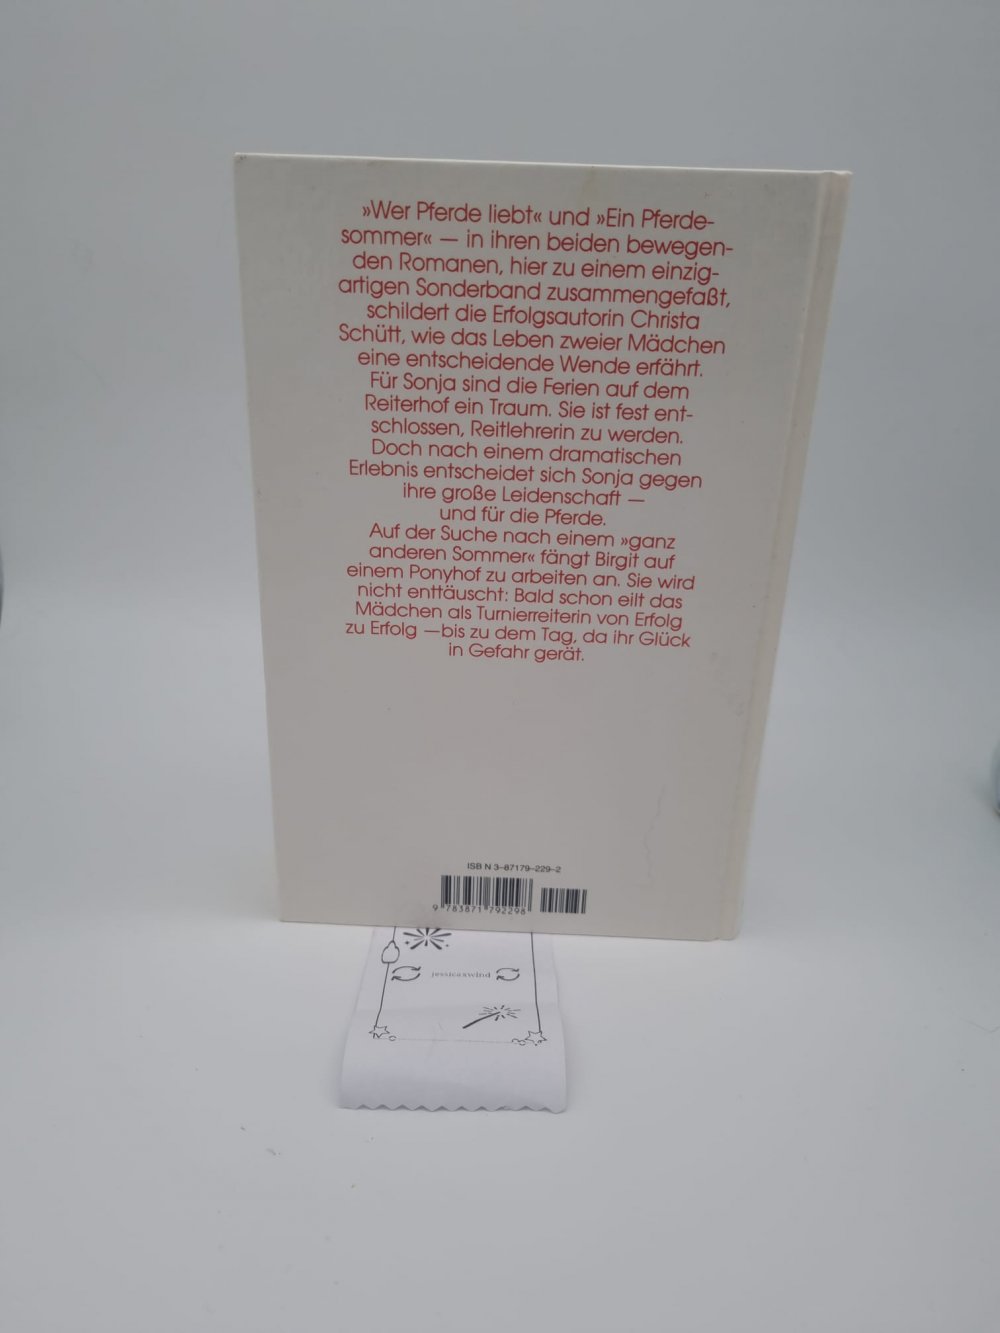 »Wer Pferde liebt« und »Ein Pferde-
sommer« — in ihren beiden bewegen-
den Romanen, hier zu einem einzig-
artigen Sonderband zusammengefaßt,
schildert die Erfolgsautorin Christa
Schütt, wie das Leben zweier Mädchen
eine entscheidende Wende erfährt.
Für Sonja sind die Ferien auf dem
Reiterhof ein Traum. Sie ist fest ent-
schlossen, Reitlehrerin zu werden.
Doch nach einem dramatischen
Erlebnis entscheidet sich Sonja gegen
ihre große Leidenschaft —
und für die Pferde.
Auf der Suche nach einem »ganz
anderen Sommer« fängt Birgit auf
einem Ponyhof zu arbeiten an. Sie wird
nicht enttäuscht: Bald schon eilt das
Mädchen als Turnierreiterin von Erfolg
zu Erfolg —bis zu dem Tag, da ihr Glück
in Gefahr gerät.
ISB N 3-87179-229-2
9 783871 792298
jessicaxwind